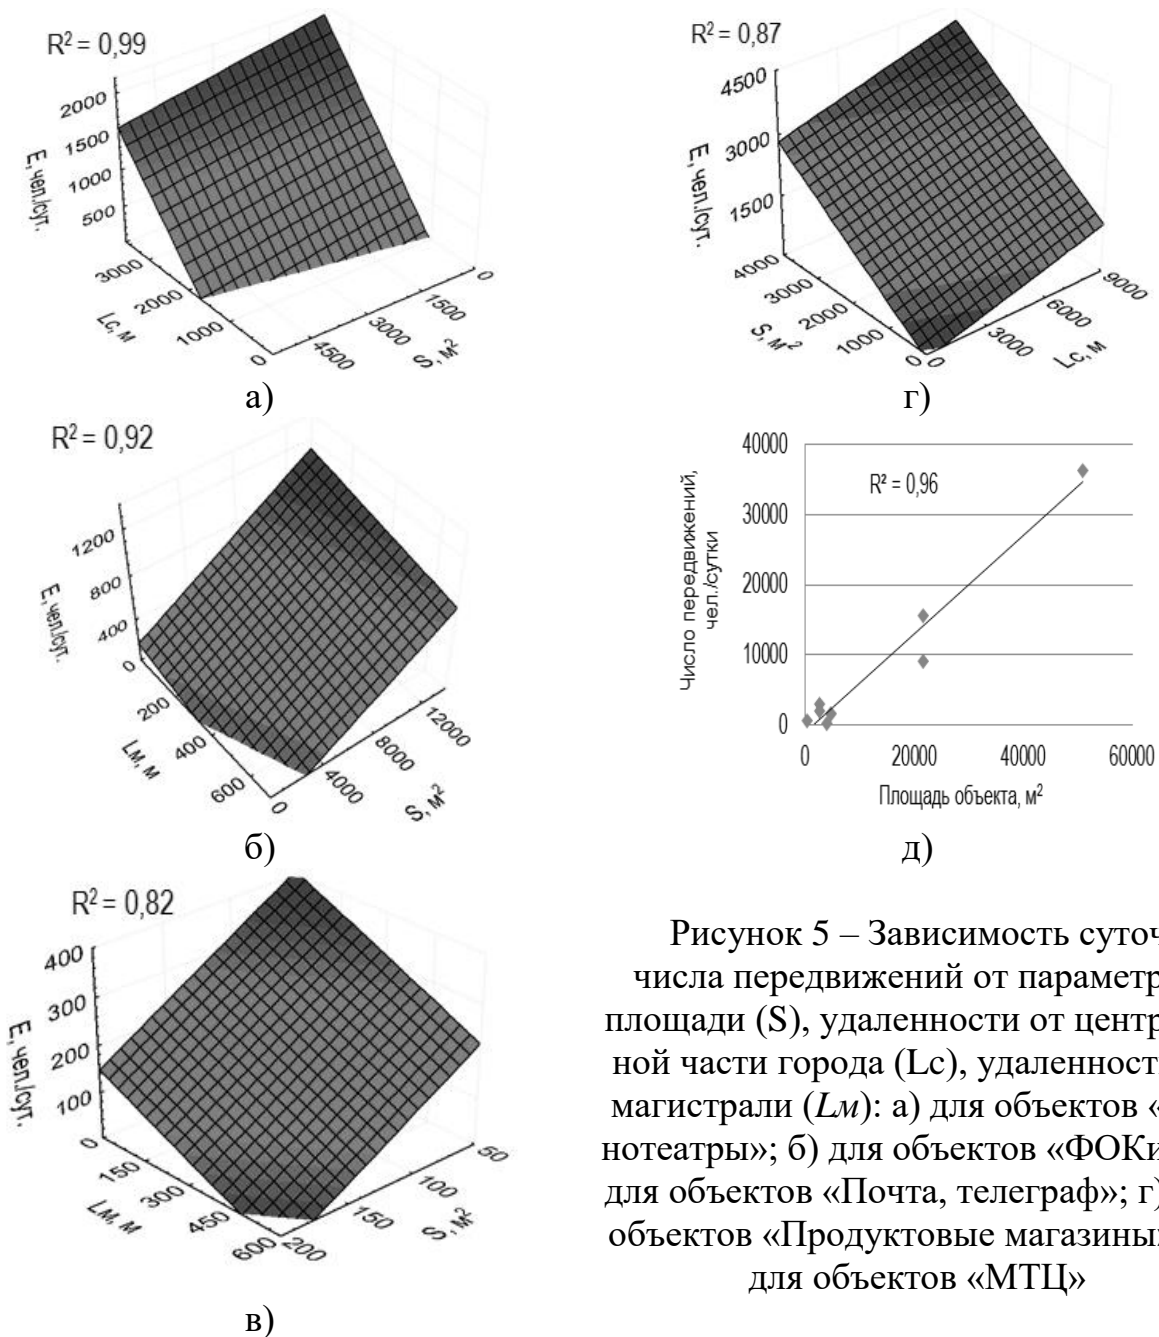 R² = 0,99
E, чел./сут.
2000
1500
1000
500
3000
2000
1000
0
Lc, м
4500
3000
1500
0
S, м²
а)
R² = 0,87
E, чел./сут.
4500
3000
1500
4000
3000
2000
1000
0
S, м²
0
3000
6000
9000
Lc, м
г)
R² = 0,92
E, чел./сут.
1200
800
400
0
200
400
600
Lм, м
0
4000
8000
12000
S, м²
б)
Число передвижений,
чел./сутки
40000
30000
20000
10000
0
R² = 0,96
0
20000
40000
60000
Площадь объекта, м²
д)
R² = 0,82
E, чел./сут.
400
300
200
100
0
150
300
450
600
Lм, м
200
150
100
50
S, м²
в)
Рисунок 5 – Зависимость суточ
числа передвижений от параметр
площади (S), удаленности от центр
ной части города (Lc), удаленност
магистрали (Lм): а) для объектов «
нотеатры»; б) для объектов «ФОКи
для объектов «Почта, телеграф»; г)
объектов «Продуктовые магазины
для объектов «МТЦ»